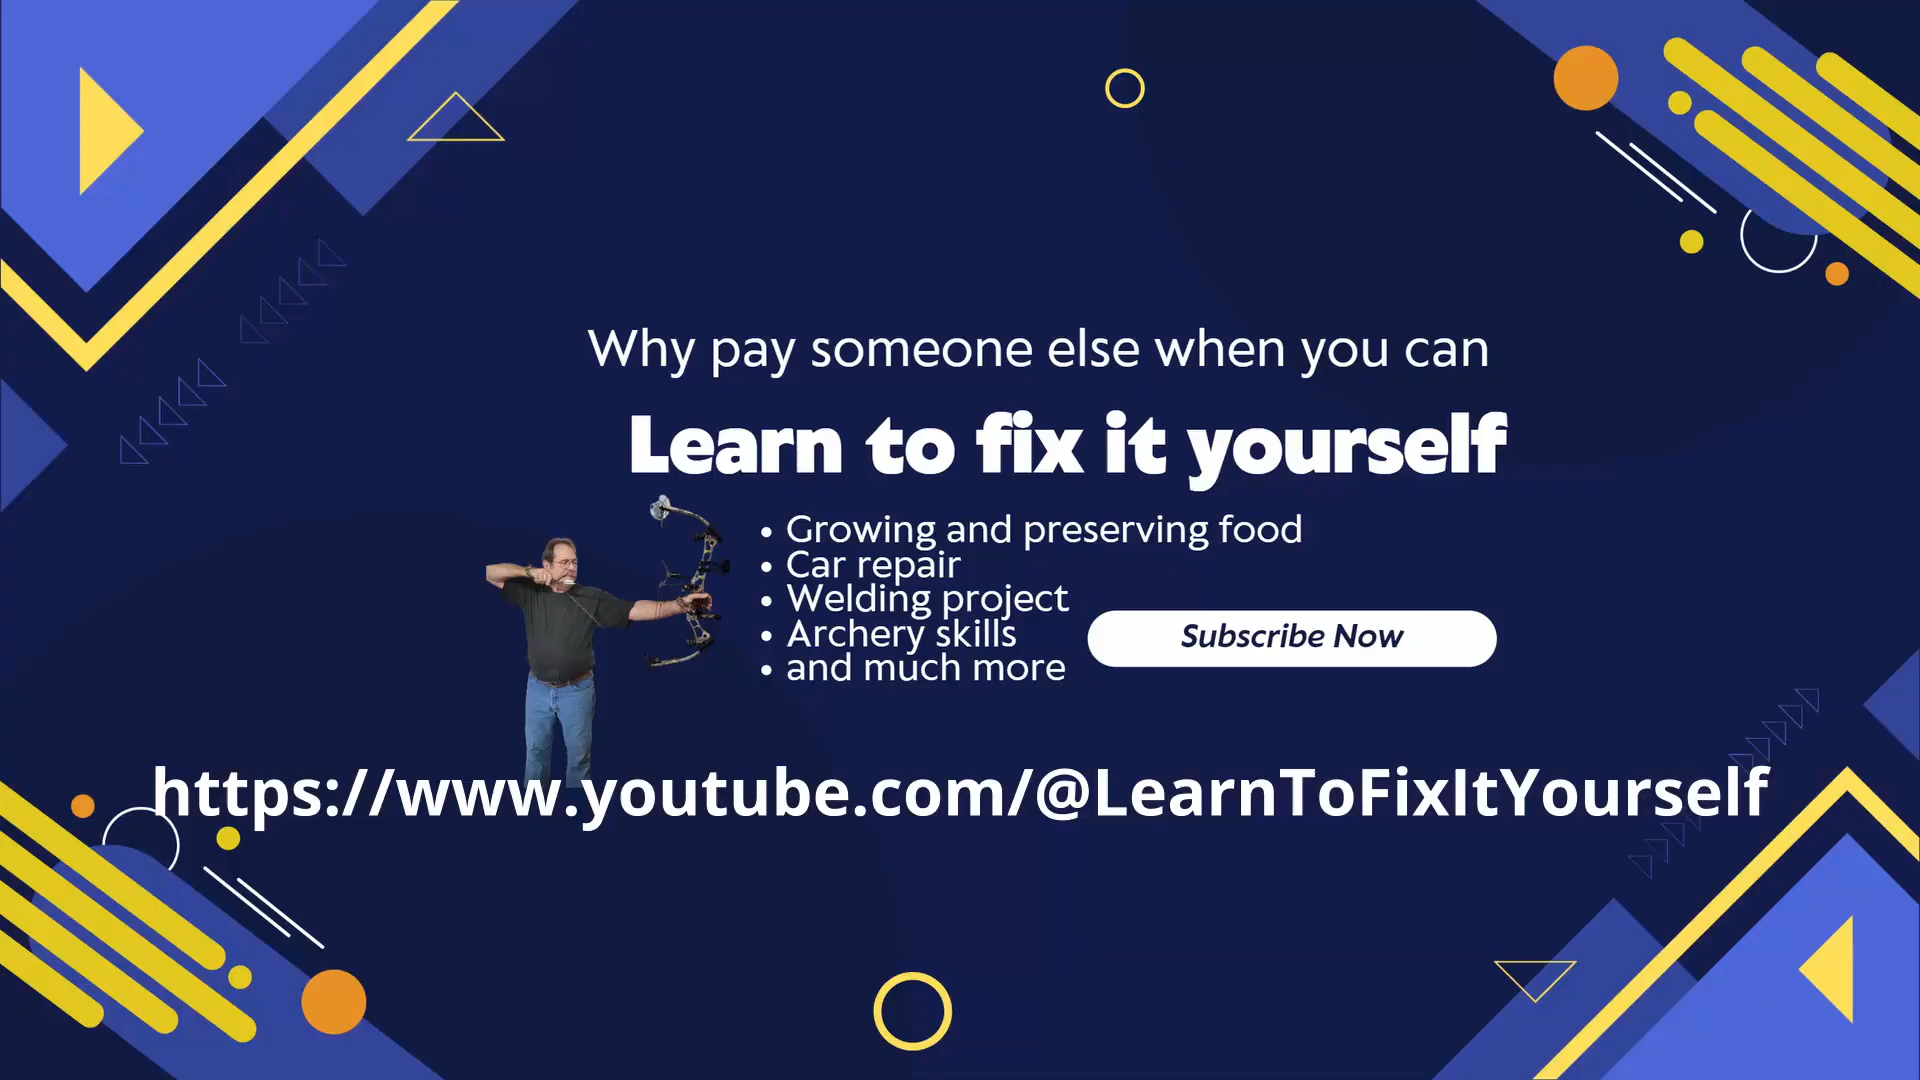 Why pay someone else when you can
Learn to fix it yourself
• Growing and preserving food
• Car repair
• Welding project
• Archery skills
• and much more
Subscribe Now
https://www.youtube.com/@LearnToFixItYourself